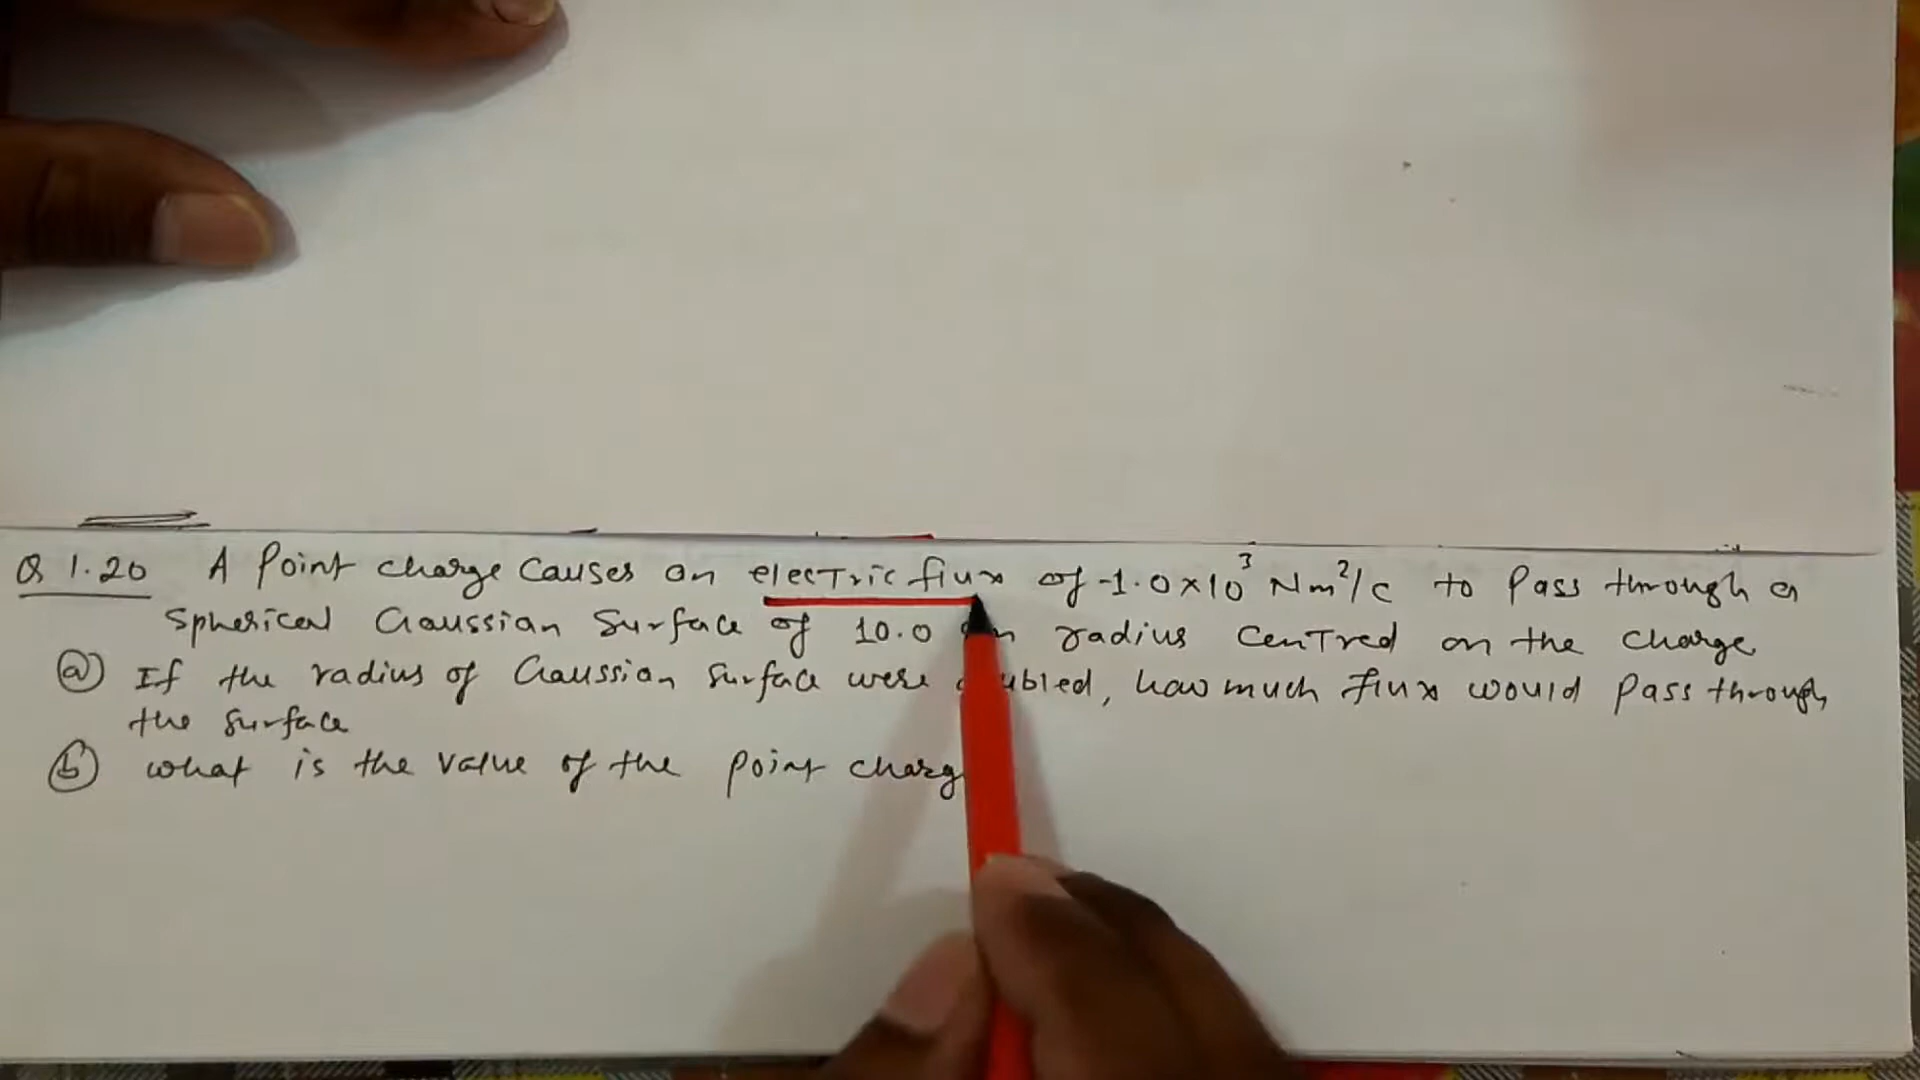 Q 1.20 A Point charge causes an electric flux of -1.0×10³ Nm²/c to Pass through a
Spherical Gaussian Surface of 10.0 radius Centred on the Charge
(a) If the radius of Gaussian Surface were doubled, how much flux would pass through
the surface
(b) what is the value of the point charge